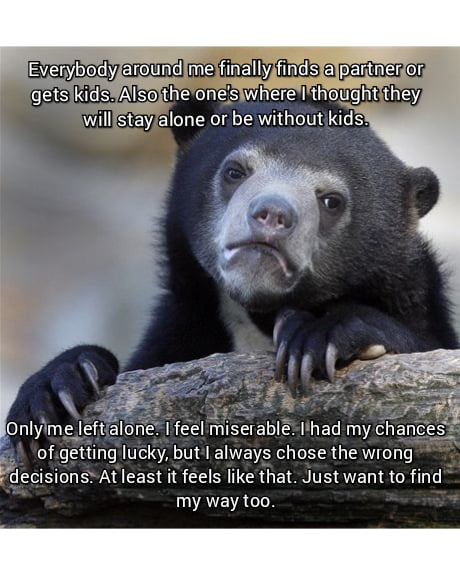 Everybody around me finally finds a partner or
gets kids. Also the one's where I thought they
will stay alone or be without kids.
Only me left alone. I feel miserable. I had my chances
of getting lucky, but I always chose the wrong
decisions. At least it feels like that. Just want to find
my way too.